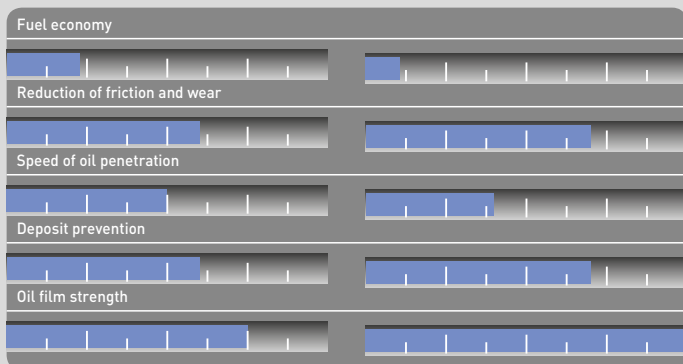 Fuel economy
Reduction of friction and wear
Speed of oil penetration
Deposit prevention
Oil film strength